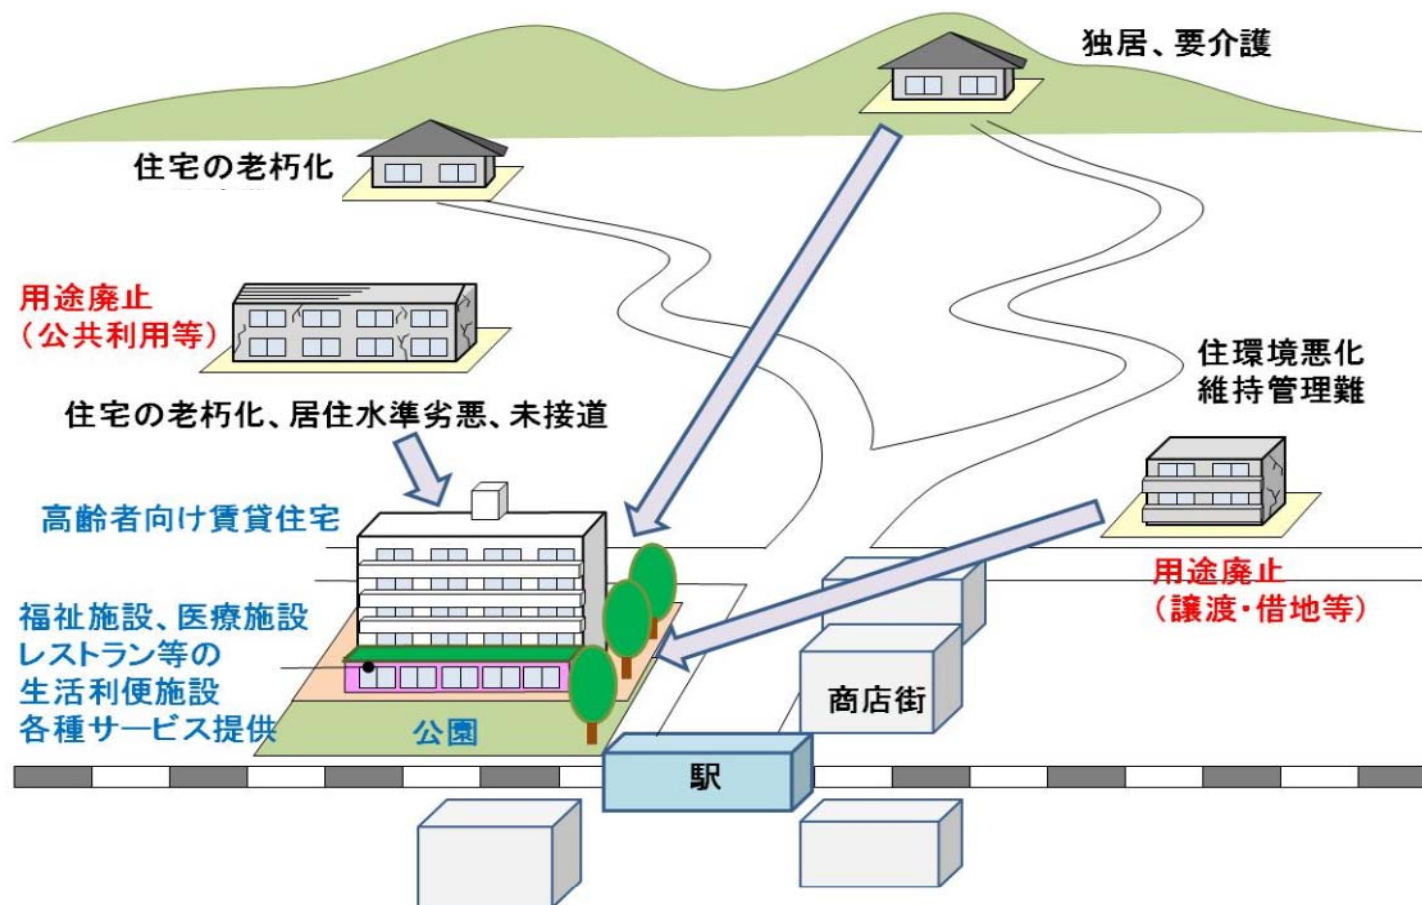 独居、要介護
住宅の老朽化
用途廃止
（公共利用等）
住環境悪化
維持管理難
住宅の老朽化、居住水準劣悪、未接道
高齢者向け賃貸住宅
用途廃止
（譲渡・借地等）
福祉施設、医療施設
レストラン等の
生活利便施設
各種サービス提供
商店街
公園
駅